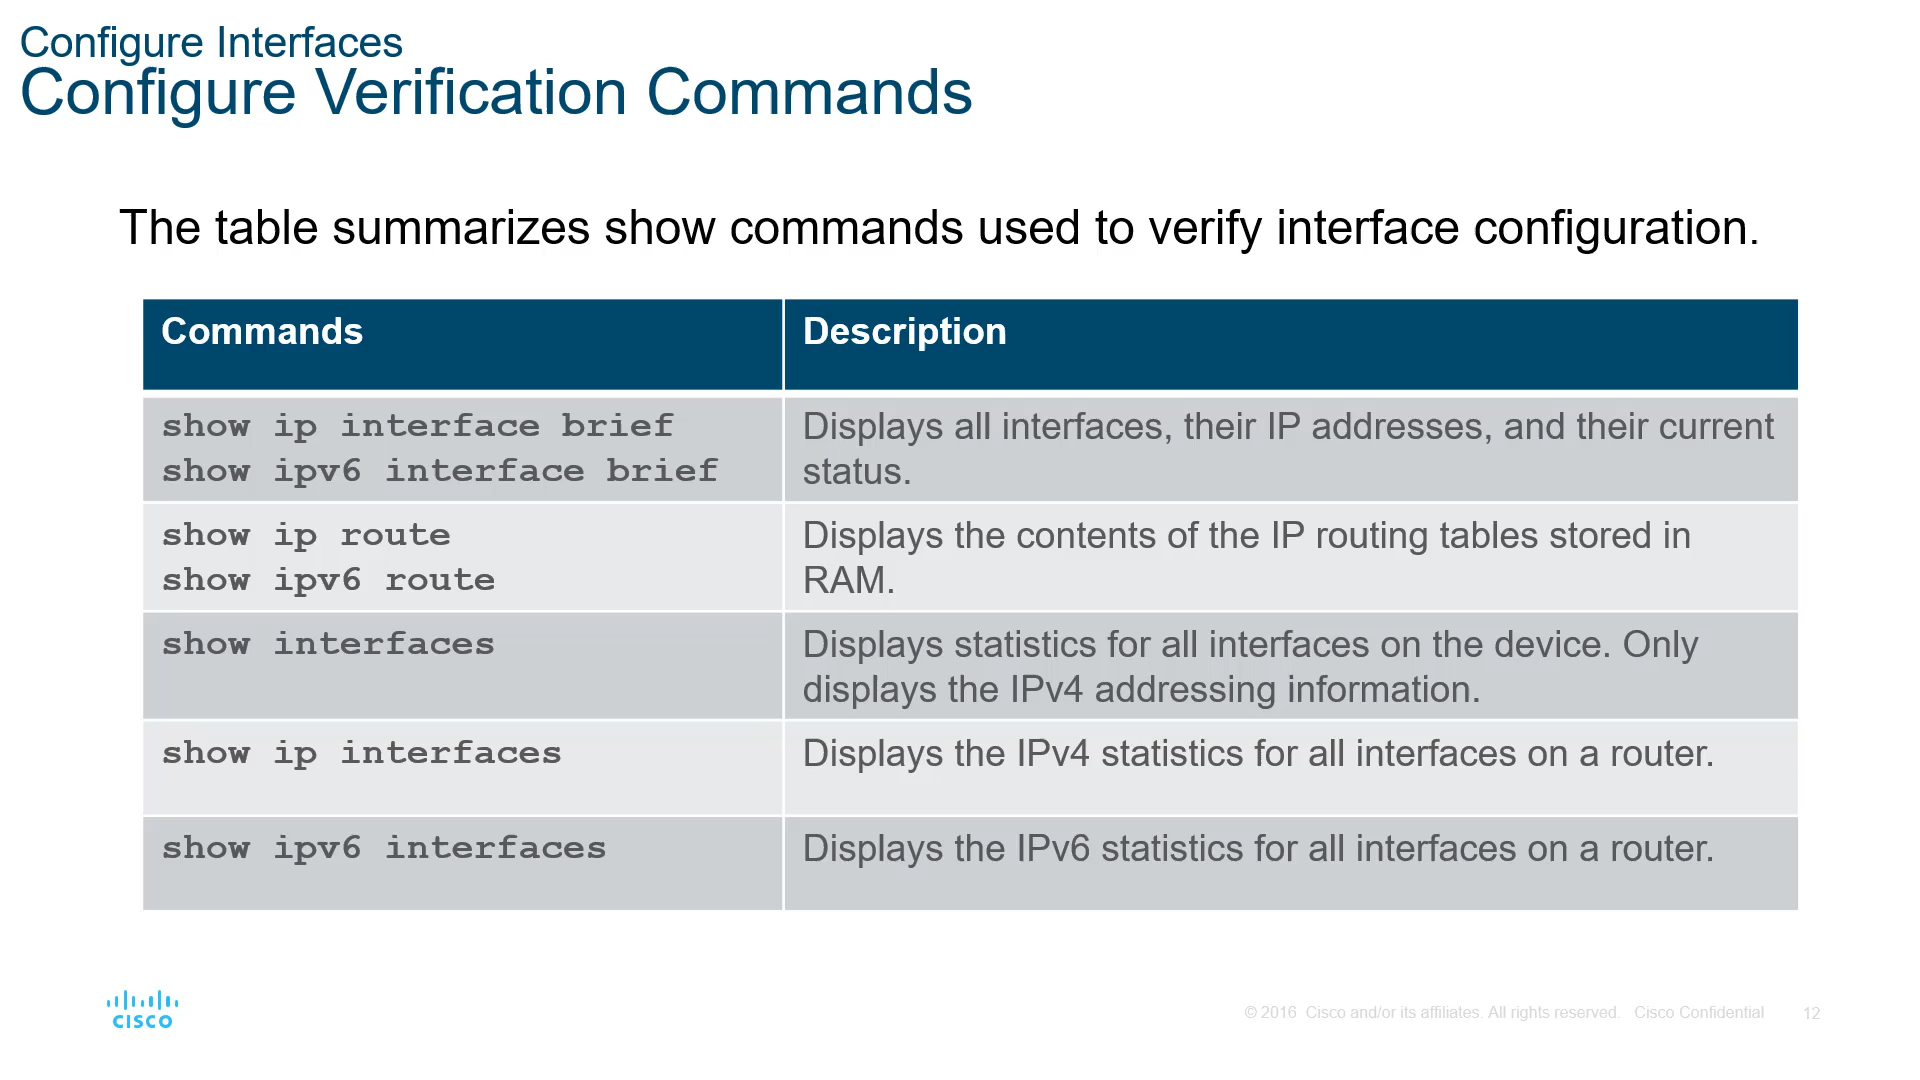 Configure Interfaces
Configure Verification Commands
The table summarizes show commands used to verify interface configuration.
Commands
Description
show ip interface brief
show ipv6 interface brief
Displays all interfaces, their IP addresses, and their current
status.
show ip route
show ipv6 route
Displays the contents of the IP routing tables stored in
RAM.
show interfaces
Displays statistics for all interfaces on the device. Only
displays the IPv4 addressing information.
show ip interfaces
Displays the IPv4 statistics for all interfaces on a router.
show ipv6 interfaces
Displays the IPv6 statistics for all interfaces on a router.
CISCO
© 2016 Cisco and/or its affiliates. All rights reserved. Cisco Confidential 12